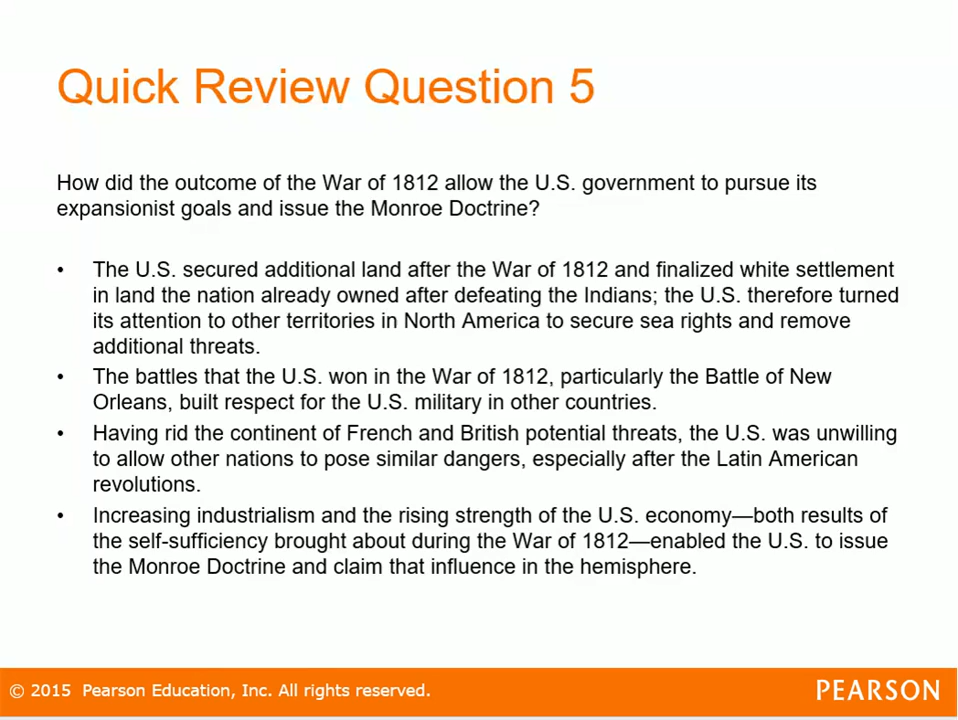 Quick Review Question 5
How did the outcome of the War of 1812 allow the U.S. government to pursue its
expansionist goals and issue the Monroe Doctrine?
• The U.S. secured additional land after the War of 1812 and finalized white settlement
in land the nation already owned after defeating the Indians; the U.S. therefore turned
its attention to other territories in North America to secure sea rights and remove
additional threats.
• The battles that the U.S. won in the War of 1812, particularly the Battle of New
Orleans, built respect for the U.S. military in other countries.
• Having rid the continent of French and British potential threats, the U.S. was unwilling
to allow other nations to pose similar dangers, especially after the Latin American
revolutions.
• Increasing industrialism and the rising strength of the U.S. economy—both results of
the self-sufficiency brought about during the War of 1812—enabled the U.S. to issue
the Monroe Doctrine and claim that influence in the hemisphere.
© 2015 Pearson Education, Inc. All rights reserved.
PEARSON